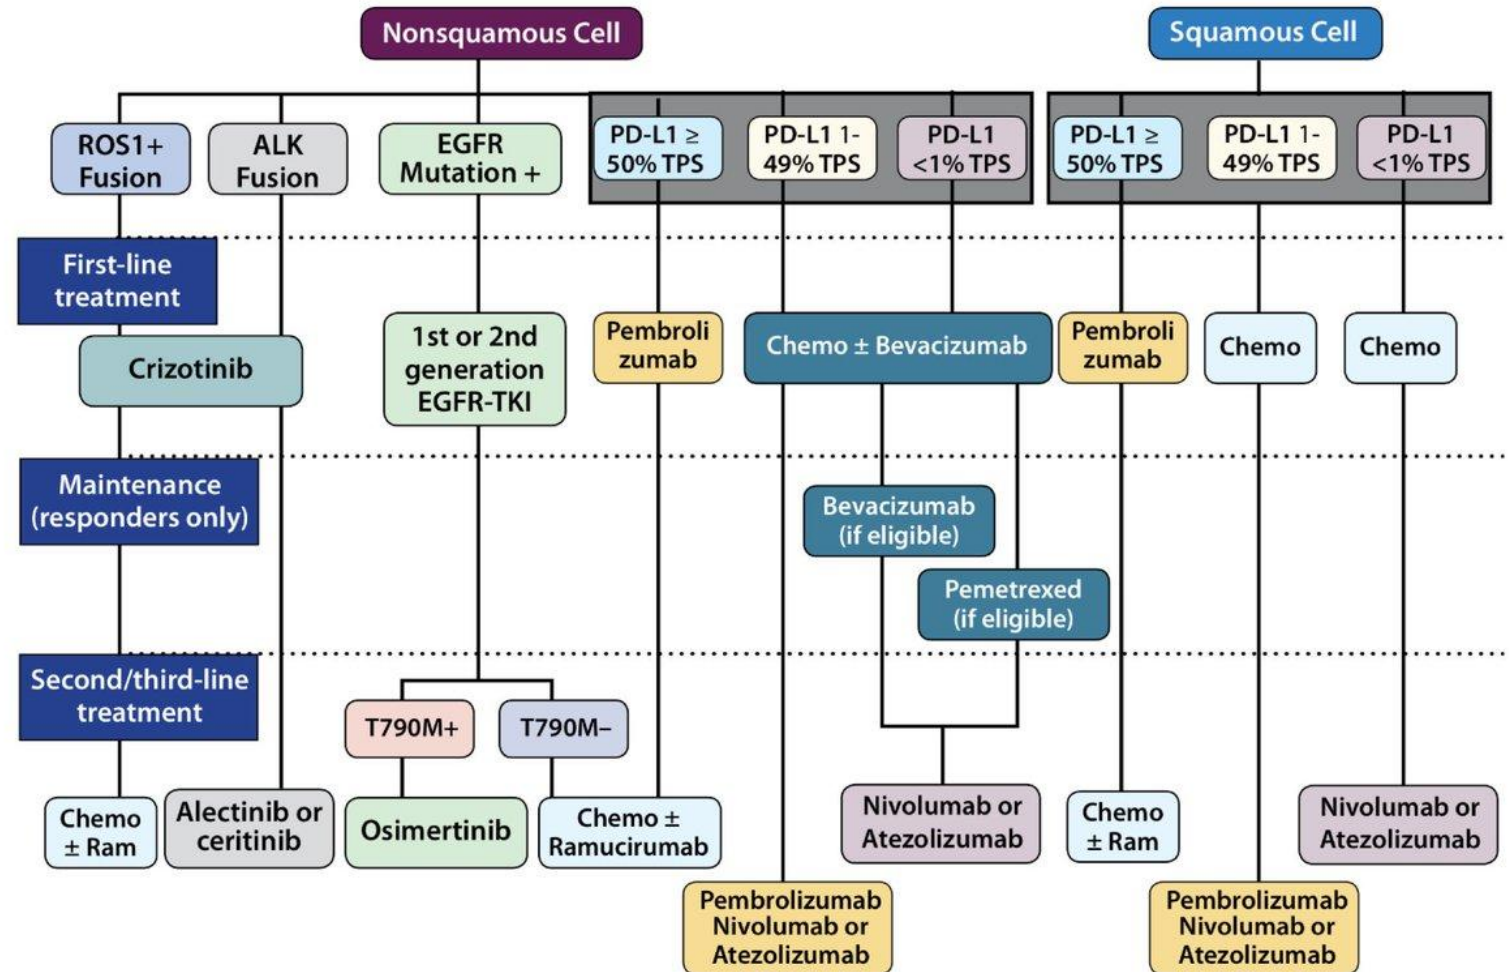 Nonsquamous Cell
Squamous Cell
ROS1+
Fusion
ALK
Fusion
EGFR
Mutation +
PD-L1 ≥
50% TPS
PD-L1 1-
49% TPS
PD-L1
<1% TPS
PD-L1 ≥
50% TPS
PD-L1 1-
49% TPS
PD-L1
<1% TPS
First-line
treatment
Crizotinib
1st or 2nd
generation
EGFR-TKI
Pembroli
zumab
Chemo ± Bevacizumab
Pembroli
zumab
Chemo
Chemo
Maintenance
(responders only)
Bevacizumab
(if eligible)
Pemetrexed
(if eligible)
Second/third-line
treatment
T790M+
T790M–
Chemo
± Ram
Alectinib or
ceritinib
Osimertinib
Chemo ±
Ramucirumab
Nivolumab or
Atezolizumab
Chemo
± Ram
Nivolumab or
Atezolizumab
Pembrolizumab
Nivolumab or
Atezolizumab
Pembrolizumab
Nivolumab or
Atezolizumab